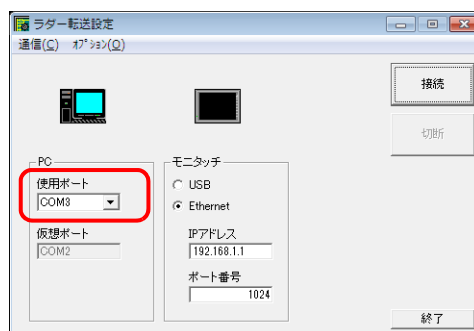 ラダー転送設定
通信(C) オプション(O)
接続
切断
PC
使用ポート
COM3
仮想ポート
COM2
モニタッチ
USB
Ethernet
IPアドレス
192.168.1.1
ポート番号
1024
終了